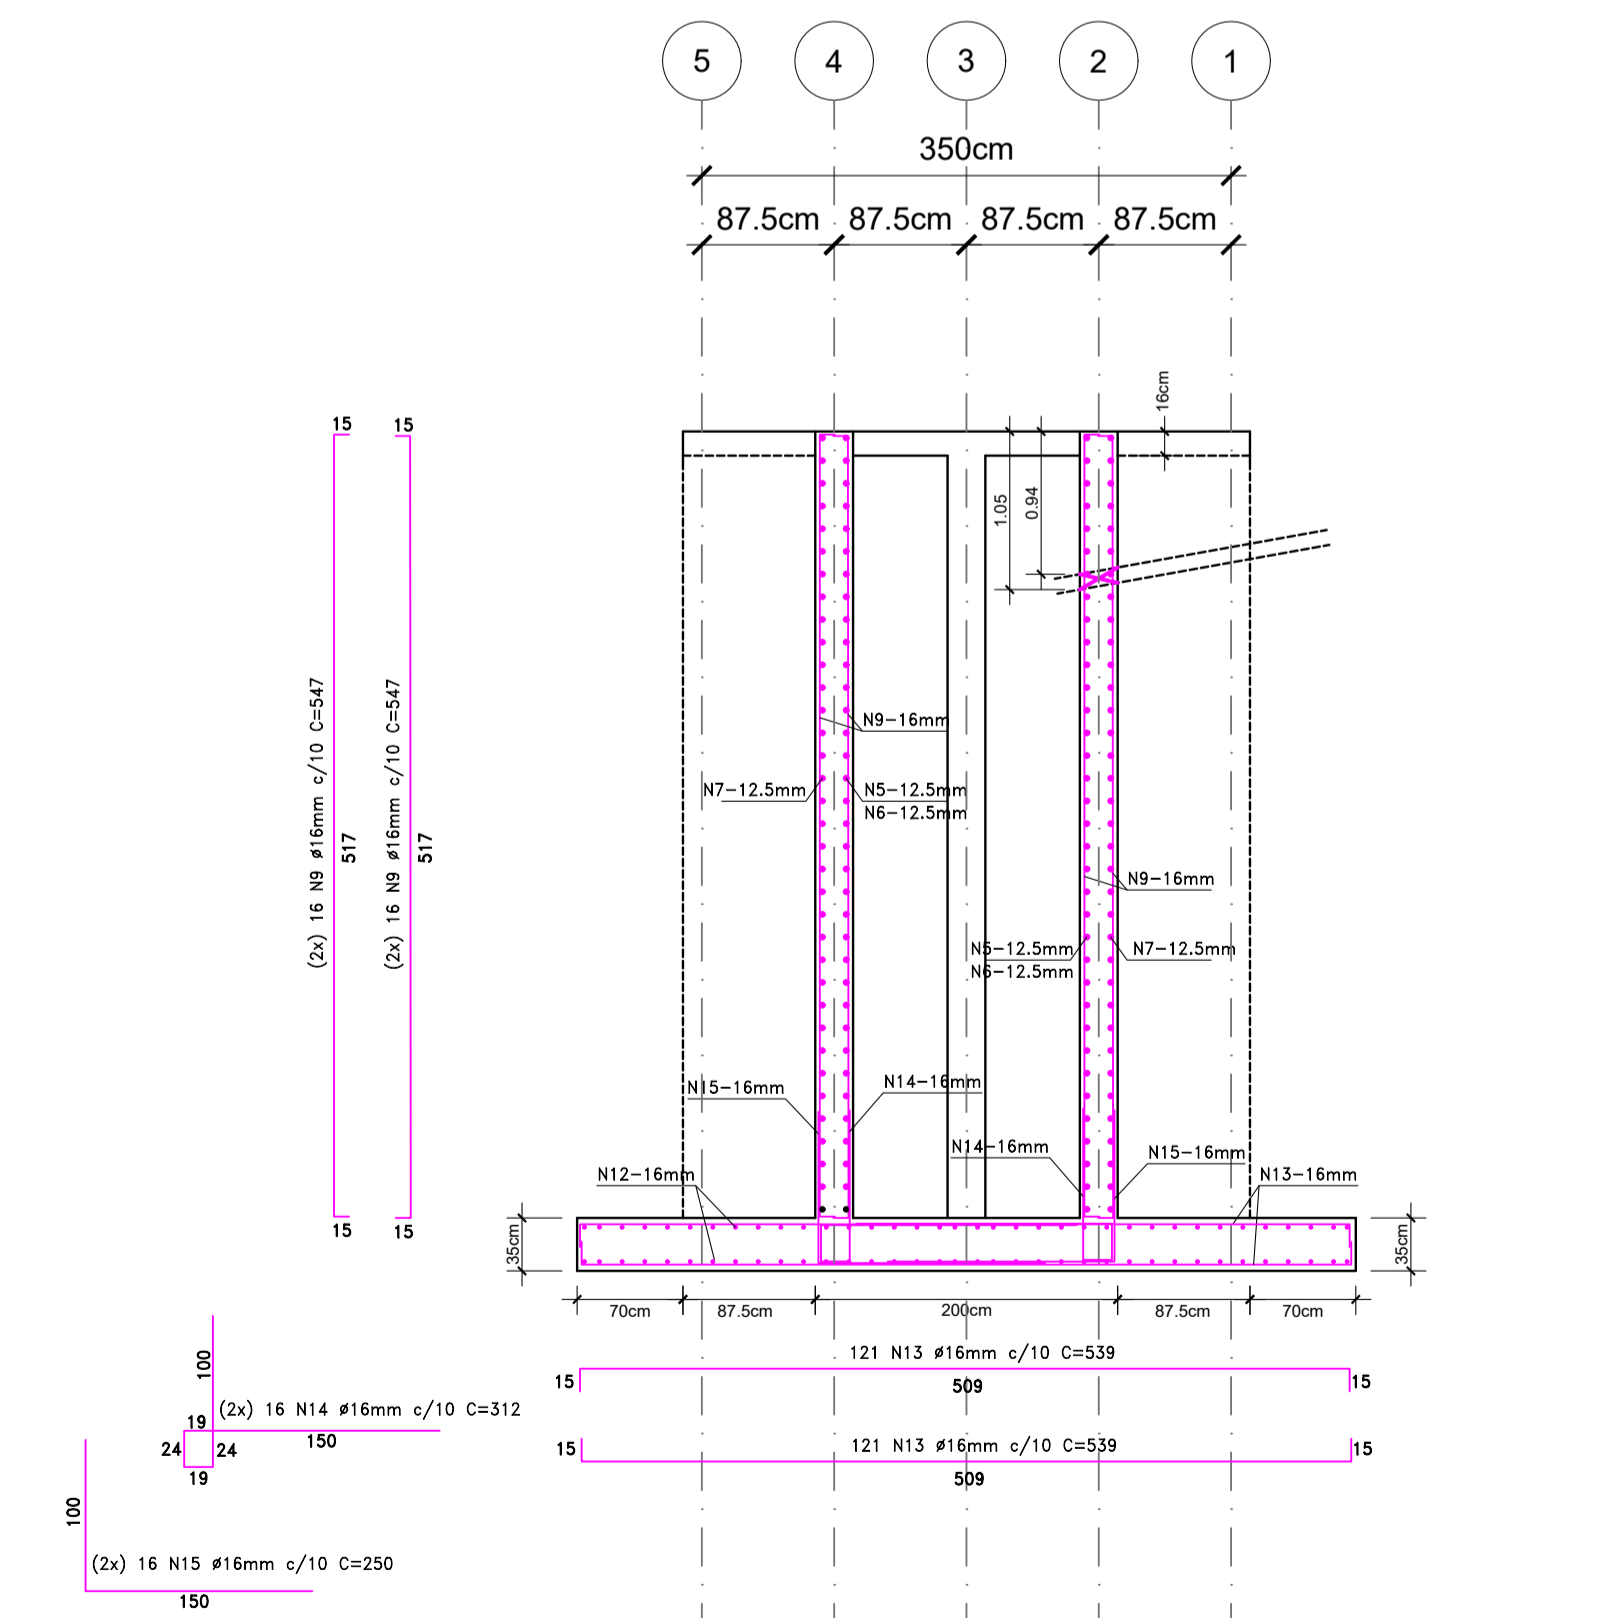 5 4 3 2 1
350cm
87.5cm 87.5cm 87.5cm 87.5cm
16cm
15 15
1.05 0.94
(2x) 16 N9 ø16mm c/10 C=547
517
(2x) 16 N9 ø16mm c/10 C=547
517
N9-16mm
N7-12.5mm N5-12.5mm
N6-12.5mm
N9-16mm
N5-12.5mm N7-12.5mm
N6-12.5mm
N15-16mm N14-16mm
N14-16mm N15-16mm
N12-16mm N13-16mm
15 15
35cm 35cm
70cm 87.5cm 200cm 87.5cm 70cm
121 N13 ø16mm c/10 C=539
15 509 15
100
(2x) 16 N14 ø16mm c/10 C=312
19
150
24 24
19
121 N13 ø16mm c/10 C=539
15 15
509
100
(2x) 16 N15 ø16mm c/10 C=250
150